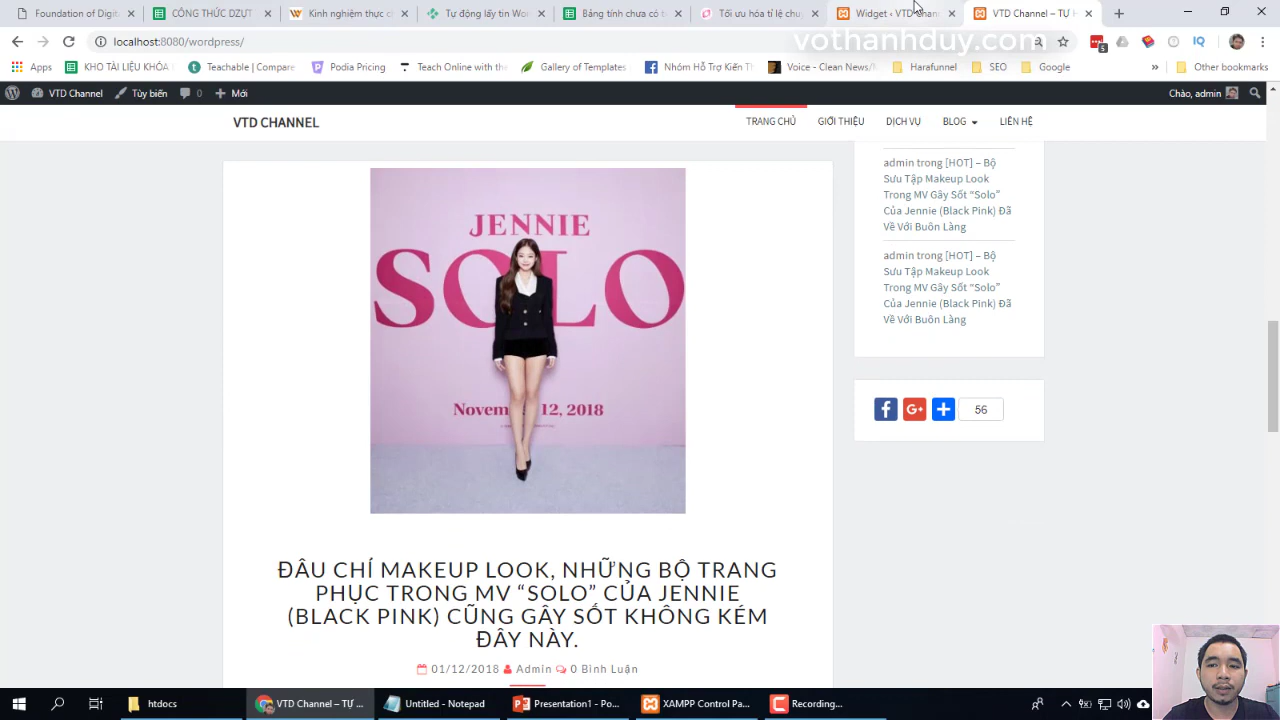 Foundation Digit
CÔNG THỨC DỰT
Kinh nghiệm thực c
Tự động lấy tin Wor
Bảng tính chưa có t
Tối ưu hóa tỉ lệ chuy
Widget ‹ VTD Chan
VTD Channel – TỰ H
localhost:8080/wordpress/
vothanhduy.com
5
IQ
Apps
KHO TÀI LIỆU KHÓA
Teachable | Compare
Podia Pricing
Teach Online with the
Gallery of Templates
Nhóm Hỗ Trợ Kiến Th
Voice - Clean News/
Harafunnel
SEO
Google
»
Other bookmarks
VTD Channel
Tùy biến
0
Mới
Chào, admin
VTD CHANNEL
TRANG CHỦ
GIỚI THIỆU
DỊCH VỤ
BLOG
LIÊN HỆ
JENNIE
SOLO
Novem 12, 2018
admin trong [HOT] – Bộ
Sưu Tập Makeup Look
Trong MV Gây Sốt “Solo”
Của Jennie (Black Pink) Đã
Về Với Buôn Làng
admin trong [HOT] – Bộ
Sưu Tập Makeup Look
Trong MV Gây Sốt “Solo”
Của Jennie (Black Pink) Đã
Về Với Buôn Làng
56
ĐÂU CHÍ MAKEUP LOOK, NHỮNG BỘ TRANG
PHỤC TRONG MV “SOLO” CỦA JENNIE
(BLACK PINK) CŨNG GÂY SỐT KHÔNG KÉM
ĐÂY NÀY.
01/12/2018 Admin 0 Bình Luận
htdocs
VTD Channel – TỰ ...
Untitled - Notepad
Presentation1 - Po...
XAMPP Control Pa...
Recording...